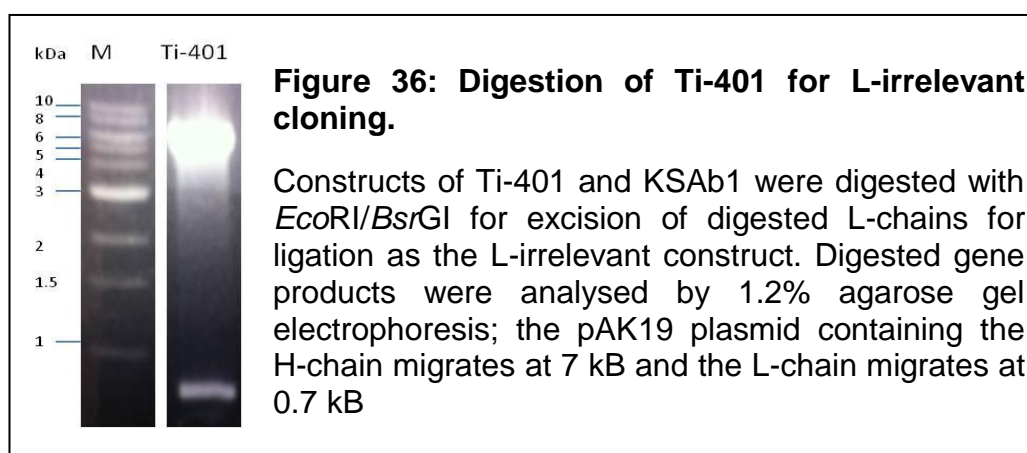 kDa M Ti-401
10
8
6
5
4
3
2
1.5
1
Figure 36: Digestion of Ti-401 for L-irrelevant
cloning.
Constructs of Ti-401 and KSAb1 were digested with
EcoRI/BsrGI for excision of digested L-chains for
ligation as the L-irrelevant construct. Digested gene
products were analysed by 1.2% agarose gel
electrophoresis; the pAK19 plasmid containing the
H-chain migrates at 7 kB and the L-chain migrates at
0.7 kB